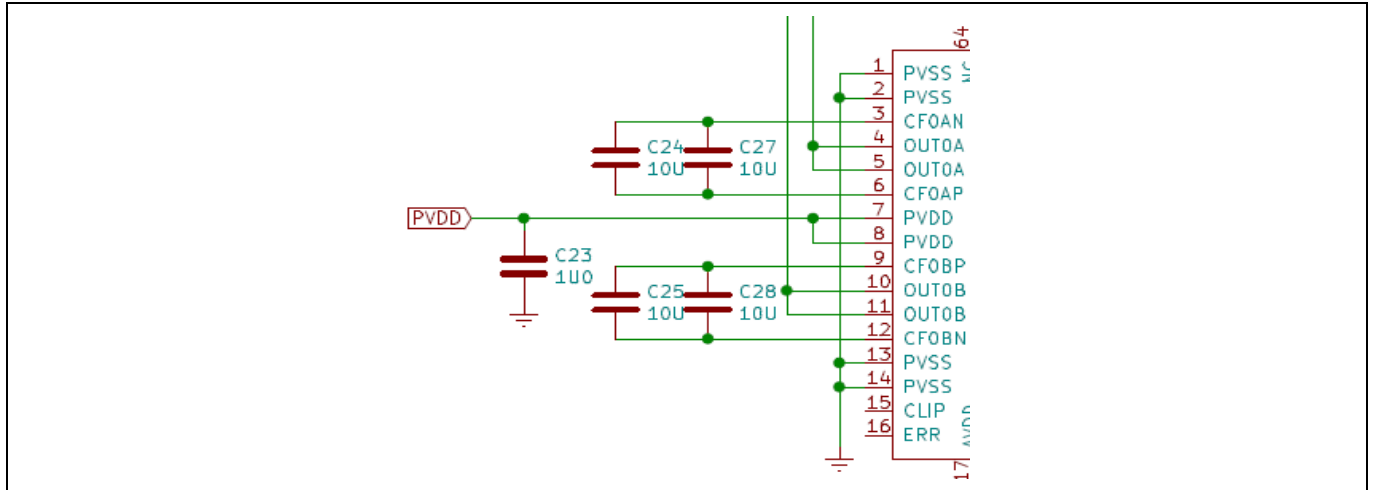 64
1 PVSS
2 PVSS
3 CF0AN
C24 C27
10U 10U
4 OUT0A
5 OUT0A
6 CF0AP
PVDD
7 PVDD
8 PVDD
C23
1U0
9 CF0BP
C25 C28
10U 10U
10 OUT0B
11 OUT0B
12 CF0BN
13 PVSS
14 PVSS
15 CLIP
16 ERR
17